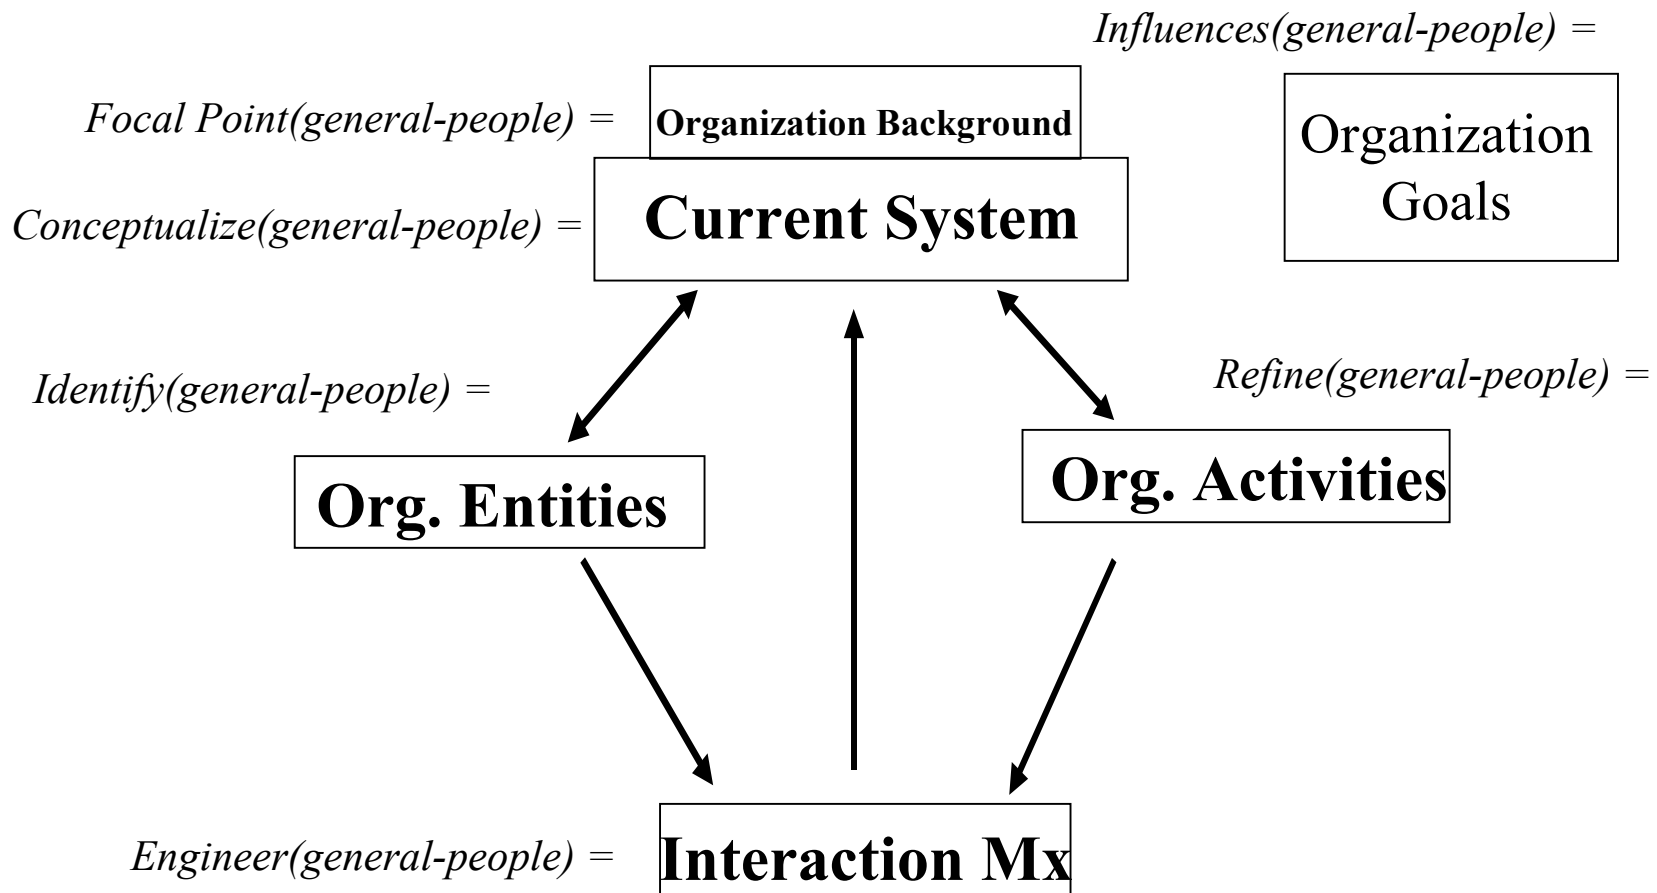 Influences(general-people) =
Focal Point(general-people) =
Organization Background
Organization
Goals
Conceptualize(general-people) =
Current System
Identify(general-people) =
Refine(general-people) =
Org. Entities
Org. Activities
Engineer(general-people) =
Interaction Mx